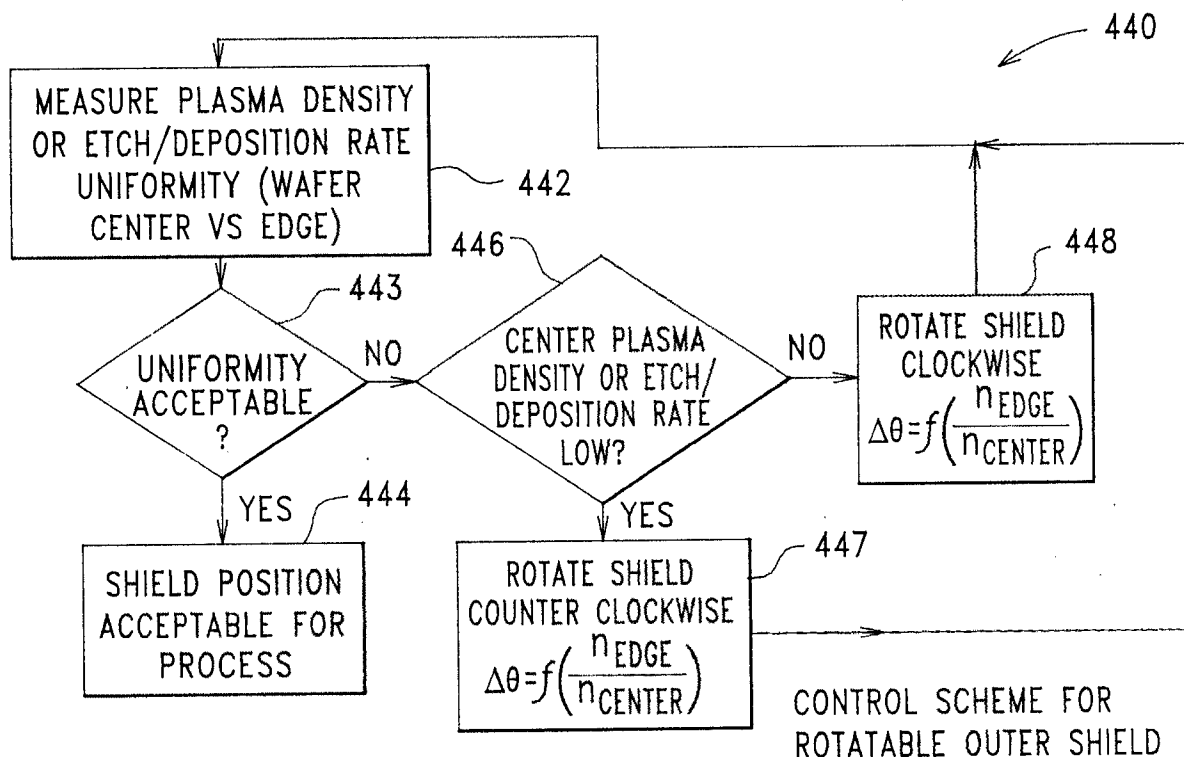 440
MEASURE PLASMA DENSITY
OR ETCH/DEPOSITION RATE
UNIFORMITY (WAFER
CENTER VS EDGE)
442
443
UNIFORMITY
ACCEPTABLE
?
NO
YES
444
SHIELD POSITION
ACCEPTABLE FOR
PROCESS
446
CENTER PLASMA
DENSITY OR ETCH/
DEPOSITION RATE
LOW?
NO
YES
448
ROTATE SHIELD
CLOCKWISE
Δθ=f(nEDGE/nCENTER)
447
ROTATE SHIELD
COUNTER CLOCKWISE
Δθ=f(nEDGE/nCENTER)
CONTROL SCHEME FOR
ROTATABLE OUTER SHIELD